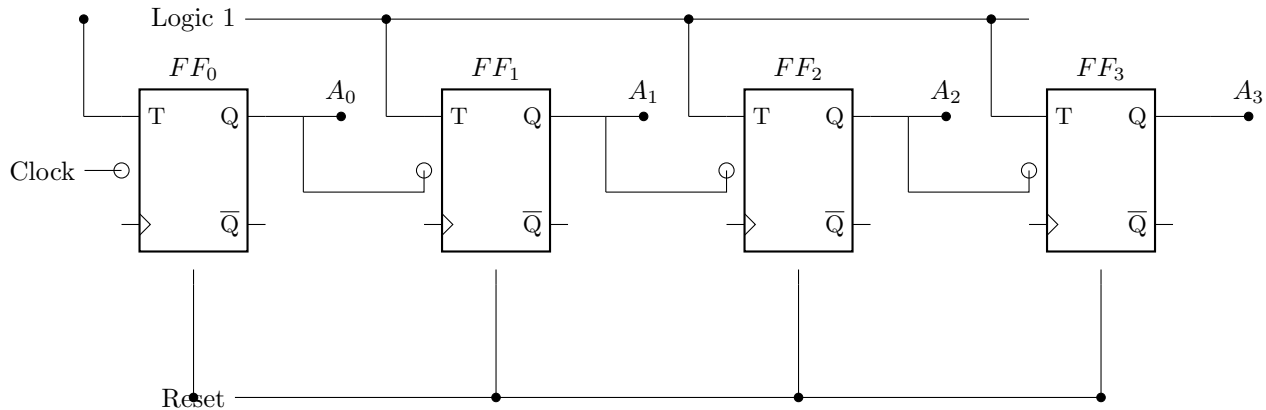 Logic 1
FF₀ FF₁ FF₂ FF₃
A₀ A₁ A₂ A₃
T Q T Q T Q T Q
Clock
Q̅ Q̅ Q̅ Q̅
Reset